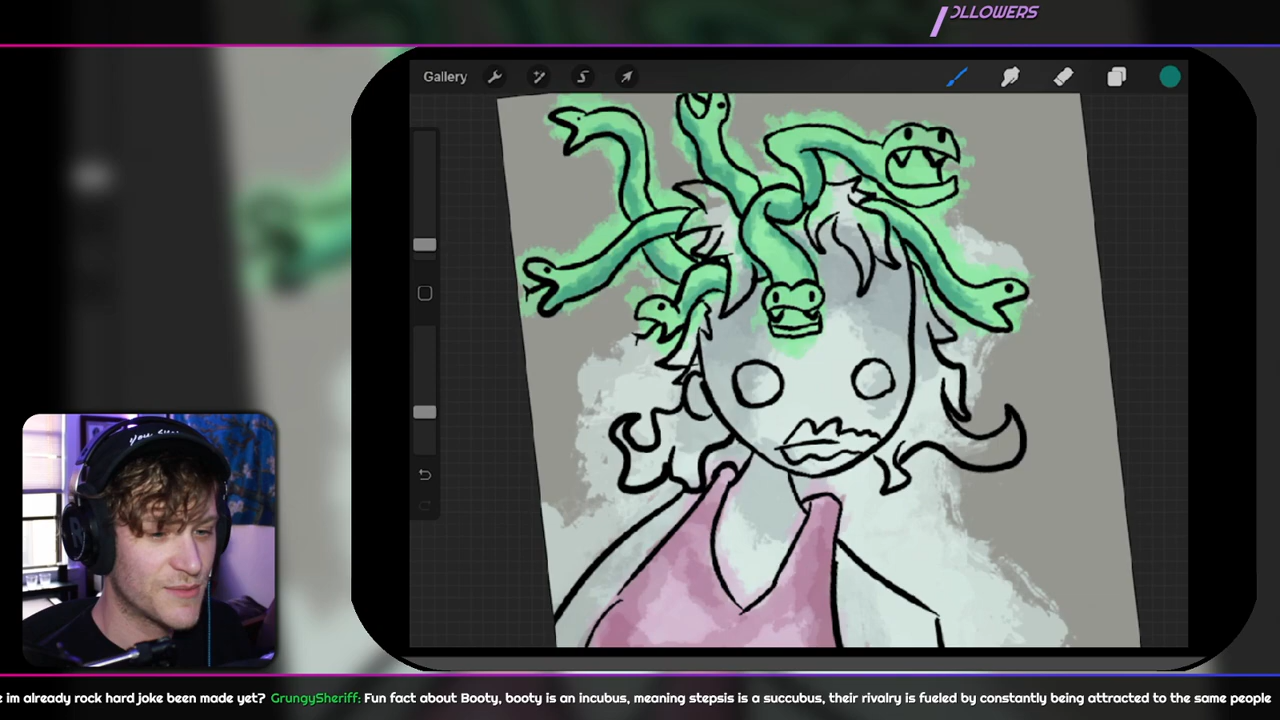 OLLOWERS
Gallery
e im already rock hard joke been made yet? GrungySheriff: Fun fact about Booty, booty is an incubus, meaning stepsis is a succubus, their rivalry is fueled by constantly being attracted to the same people